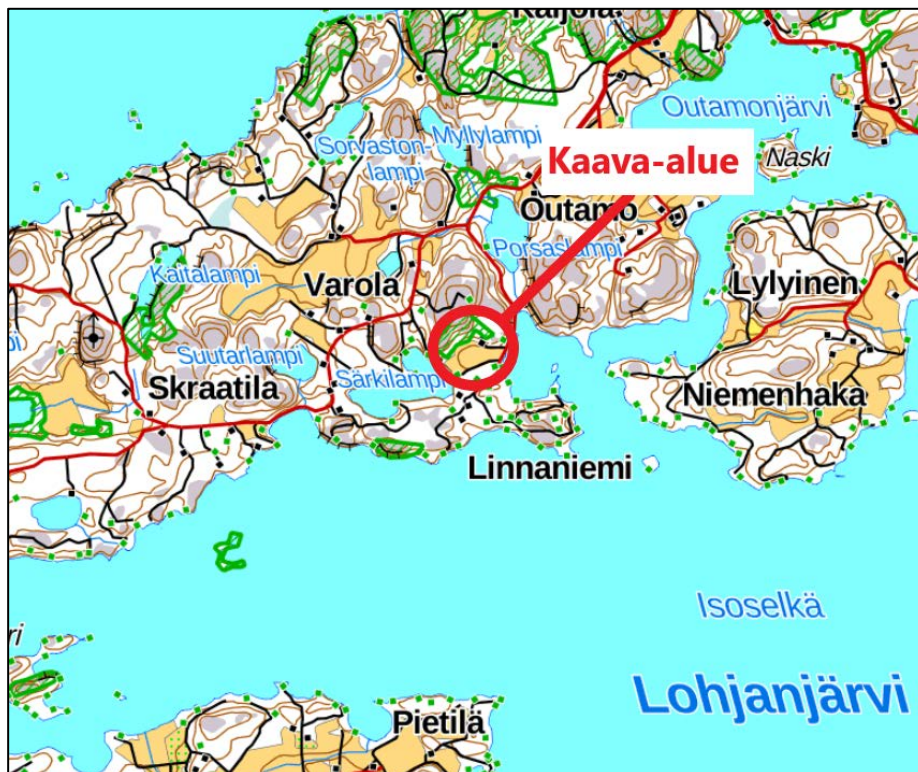 Kaijola
Outamonjärvi
Sorvaston-
lampi
Myllylampi
Kaava-alue
Naski
Outamo
Porsaslampi
Kaitalampi
Varola
Lylyinen
Suutarlampi
Skraatila
Särkilampi
Niemenhaka
Linnaniemi
Isoselkä
Lohjanjärvi
Pietilä